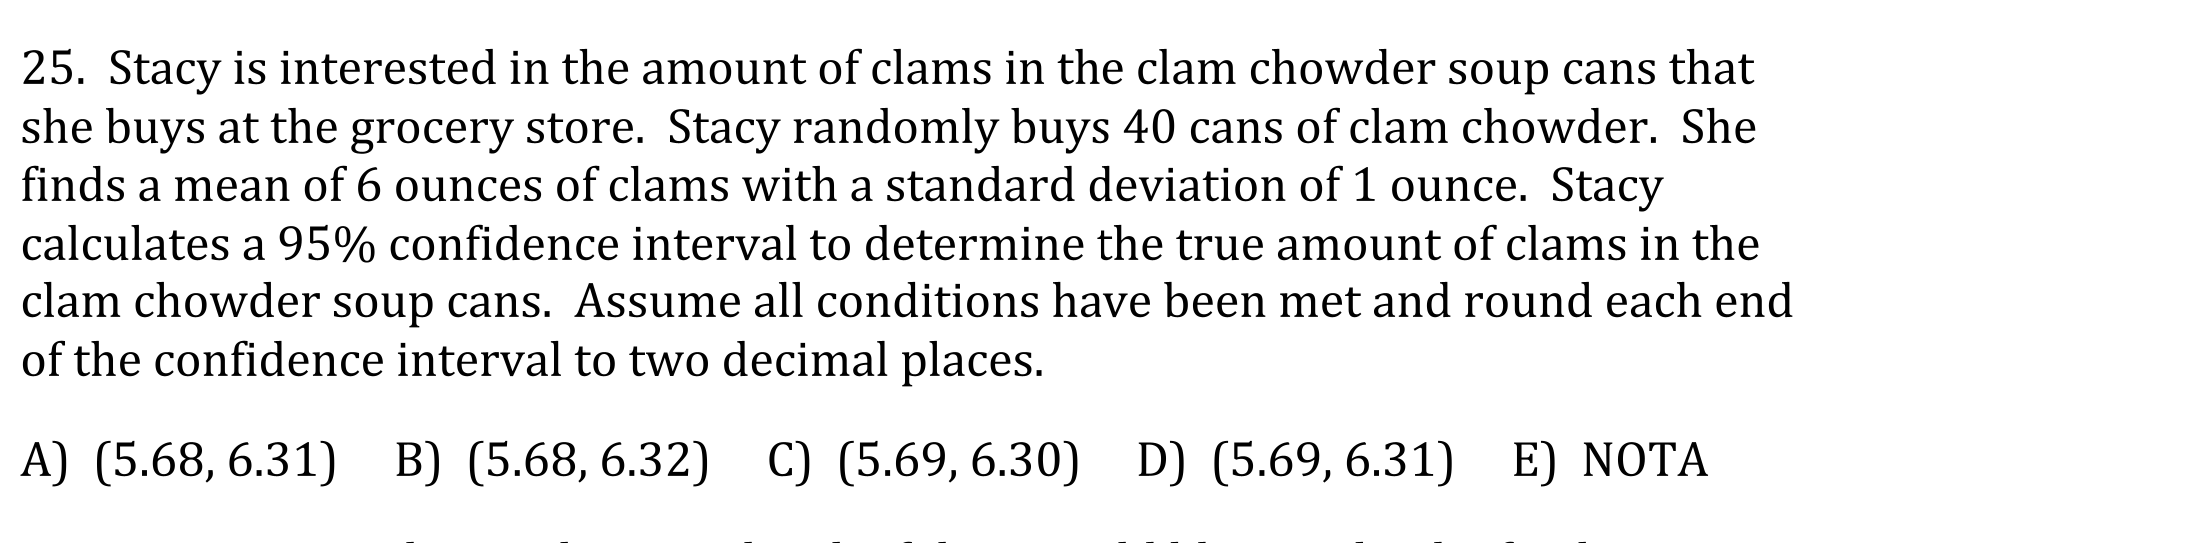 25.  Stacy is interested in the amount of clams in the clam chowder soup cans that
she buys at the grocery store.  Stacy randomly buys 40 cans of clam chowder.  She
finds a mean of 6 ounces of clams with a standard deviation of 1 ounce.  Stacy
calculates a 95% confidence interval to determine the true amount of clams in the
clam chowder soup cans.  Assume all conditions have been met and round each end
of the confidence interval to two decimal places.
A)  (5.68, 6.31)    B)  (5.68, 6.32)    C)  (5.69, 6.30)    D)  (5.69, 6.31)    E)  NOTA